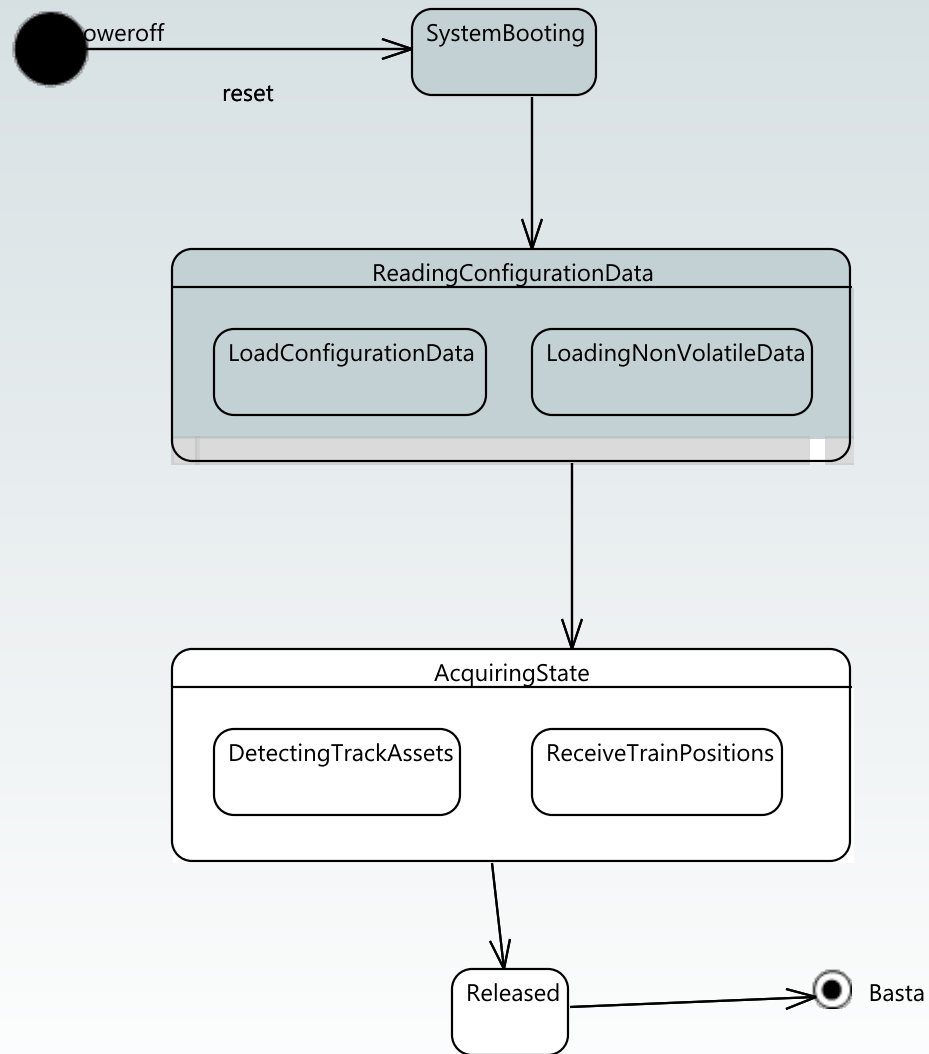 oweroff
SystemBooting
reset
ReadingConfigurationData
LoadConfigurationData
LoadingNonVolatileData
AcquiringState
DetectingTrackAssets
ReceiveTrainPositions
Released
Basta